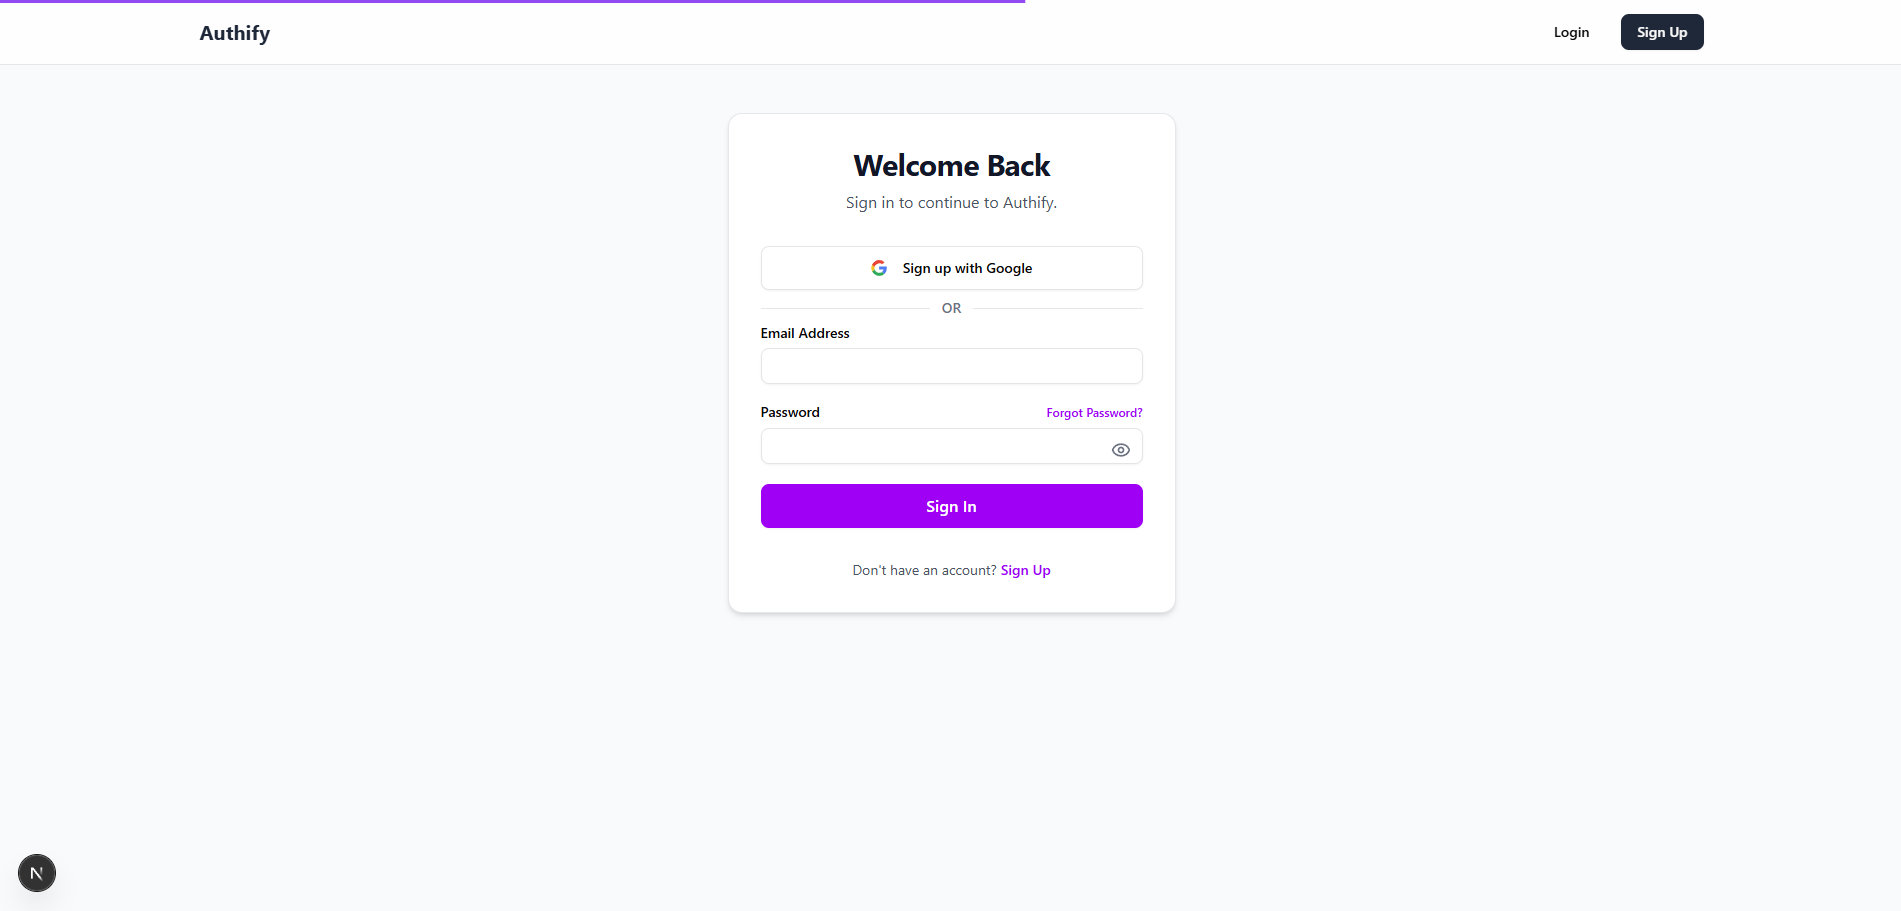 Authify
Login
Sign Up
Welcome Back
Sign in to continue to Authify.
Sign up with Google
OR
Email Address
Password
Forgot Password?
Sign In
Don't have an account? Sign Up
N